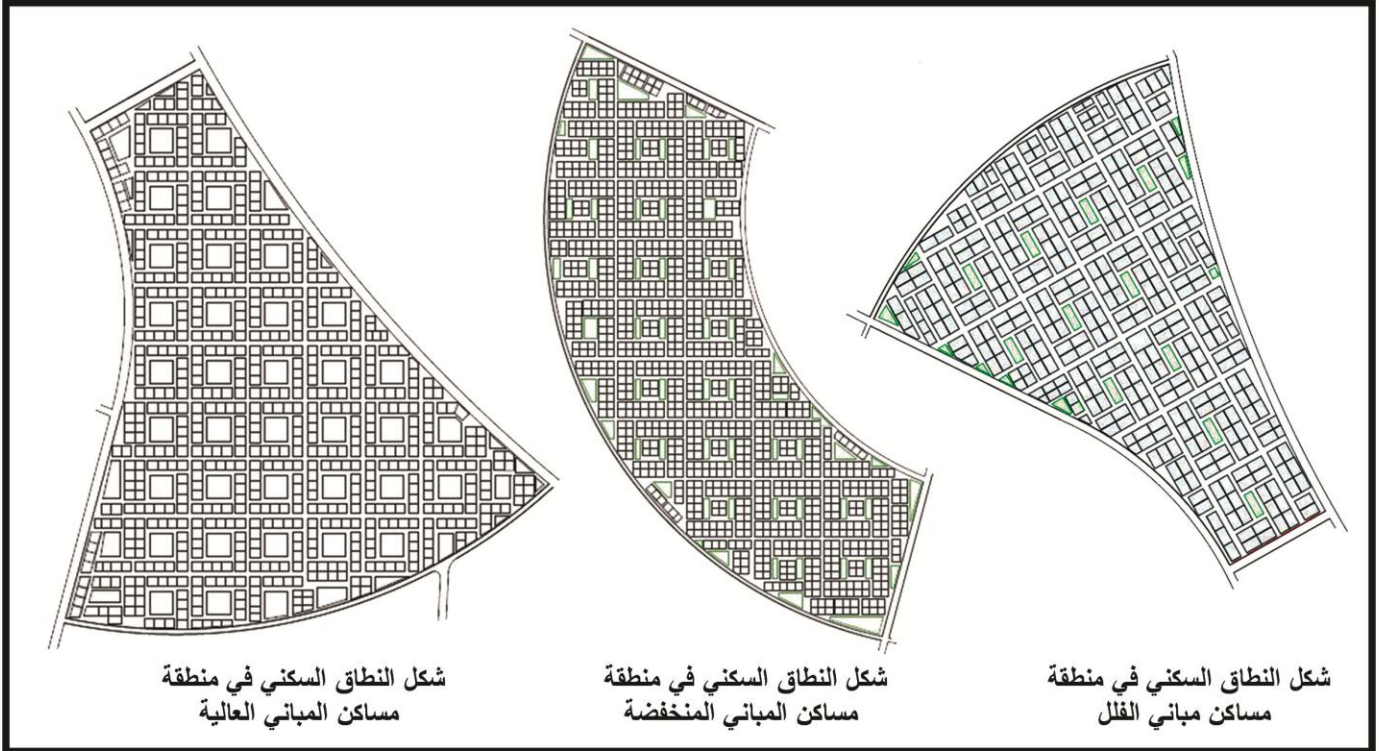 شكل النطاق السكني في منطقة
مساكن مباني الفلل
شكل النطاق السكني في منطقة
مساكن المباني المنخفضة
شكل النطاق السكني في منطقة
مساكن المباني العالية